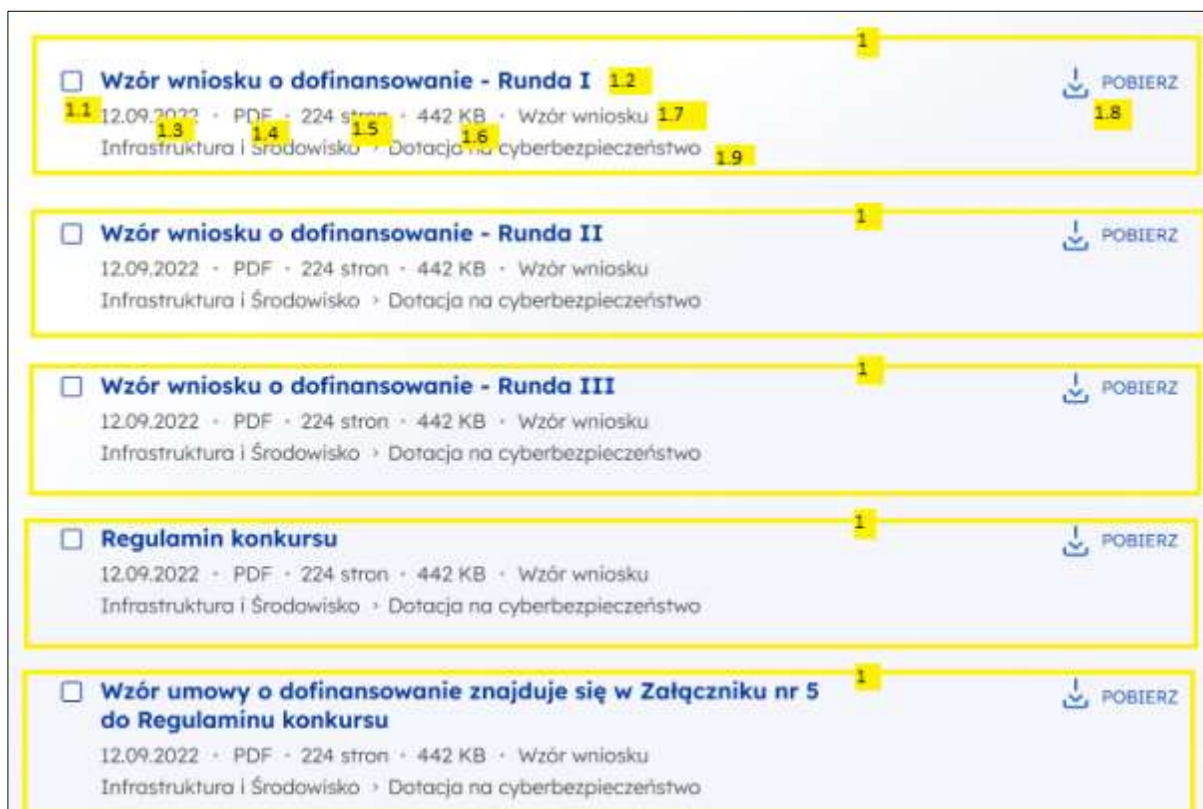 1
Wzór wniosku o dofinansowanie - Runda I 1.2 POBIERZ
1.1 12.09.2022 · PDF · 224 stron · 442 KB · Wzór wniosku 1.7 1.8
1.3 1.4 1.5 1.6
Infrastruktura i Środowisko › Dotacja na cyberbezpieczeństwo 1.9
1
Wzór wniosku o dofinansowanie - Runda II POBIERZ
12.09.2022 · PDF · 224 stron · 442 KB · Wzór wniosku
Infrastruktura i Środowisko › Dotacja na cyberbezpieczeństwo
1
Wzór wniosku o dofinansowanie - Runda III POBIERZ
12.09.2022 · PDF · 224 stron · 442 KB · Wzór wniosku
Infrastruktura i Środowisko › Dotacja na cyberbezpieczeństwo
1
Regulamin konkursu POBIERZ
12.09.2022 · PDF · 224 stron · 442 KB · Wzór wniosku
Infrastruktura i Środowisko › Dotacja na cyberbezpieczeństwo
1
Wzór umowy o dofinansowanie znajduje się w Załączniku nr 5 POBIERZ
do Regulaminu konkursu
12.09.2022 · PDF · 224 stron · 442 KB · Wzór wniosku
Infrastruktura i Środowisko › Dotacja na cyberbezpieczeństwo